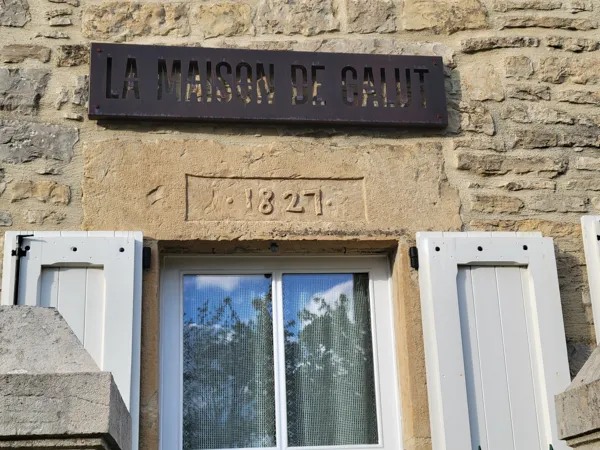 LA MAISON DE CALUT
· 1827 ·